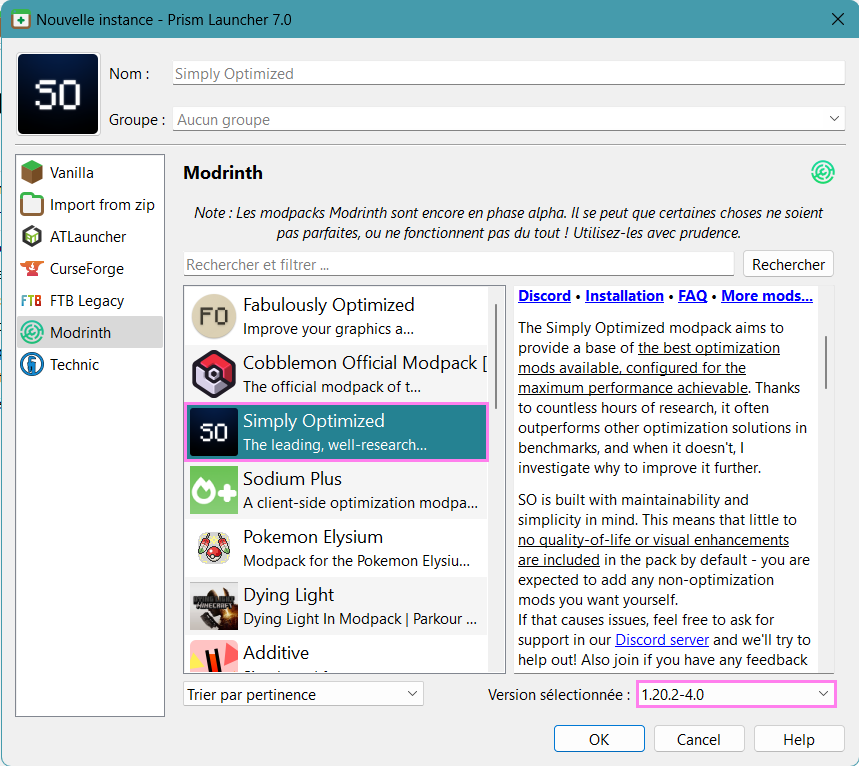 Nouvelle instance - Prism Launcher 7.0
SO
Nom :
Simply Optimized
Groupe :
Aucun groupe
Vanilla
Import from zip
ATLauncher
CurseForge
FTB FTB Legacy
Modrinth
Technic
Modrinth
Note : Les modpacks Modrinth sont encore en phase alpha. Il se peut que certaines choses ne soient
pas parfaites, ou ne fonctionnent pas du tout ! Utilisez-les avec prudence.
Rechercher et filtrer ...
Rechercher
FO
Fabulously Optimized
Improve your graphics a...
Cobblemon Official Modpack [
The official modpack of t...
SO
Simply Optimized
The leading, well-research...
Sodium Plus
A client-side optimization modpa...
Pokemon Elysium
Modpack for the Pokemon Elysiu...
DYING LIGHT
MINECRAFT
Dying Light
Dying Light In Modpack | Parkour ...
Additive
Discord • Installation • FAQ • More mods...
The Simply Optimized modpack aims to
provide a base of the best optimization
mods available, configured for the
maximum performance achievable. Thanks
to countless hours of research, it often
outperforms other optimization solutions in
benchmarks, and when it doesn't, I
investigate why to improve it further.
SO is built with maintainability and
simplicity in mind. This means that little to
no quality-of-life or visual enhancements
are included in the pack by default - you are
expected to add any non-optimization
mods you want yourself.
If that causes issues, feel free to ask for
support in our Discord server and we'll try to
help out! Also join if you have any feedback
Trier par pertinence
Version sélectionnée :
1.20.2-4.0
OK
Cancel
Help